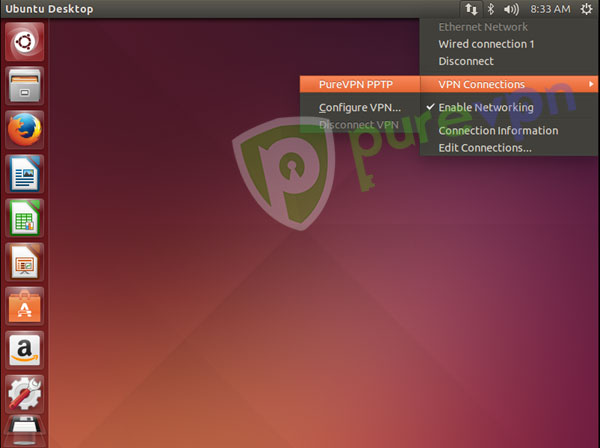 Ubuntu Desktop
8:33 AM
Ethernet Network
Wired connection 1
Disconnect
VPN Connections
PureVPN PPTP
Configure VPN...
Disconnect VPN
Enable Networking
Connection Information
Edit Connections...
purevpn